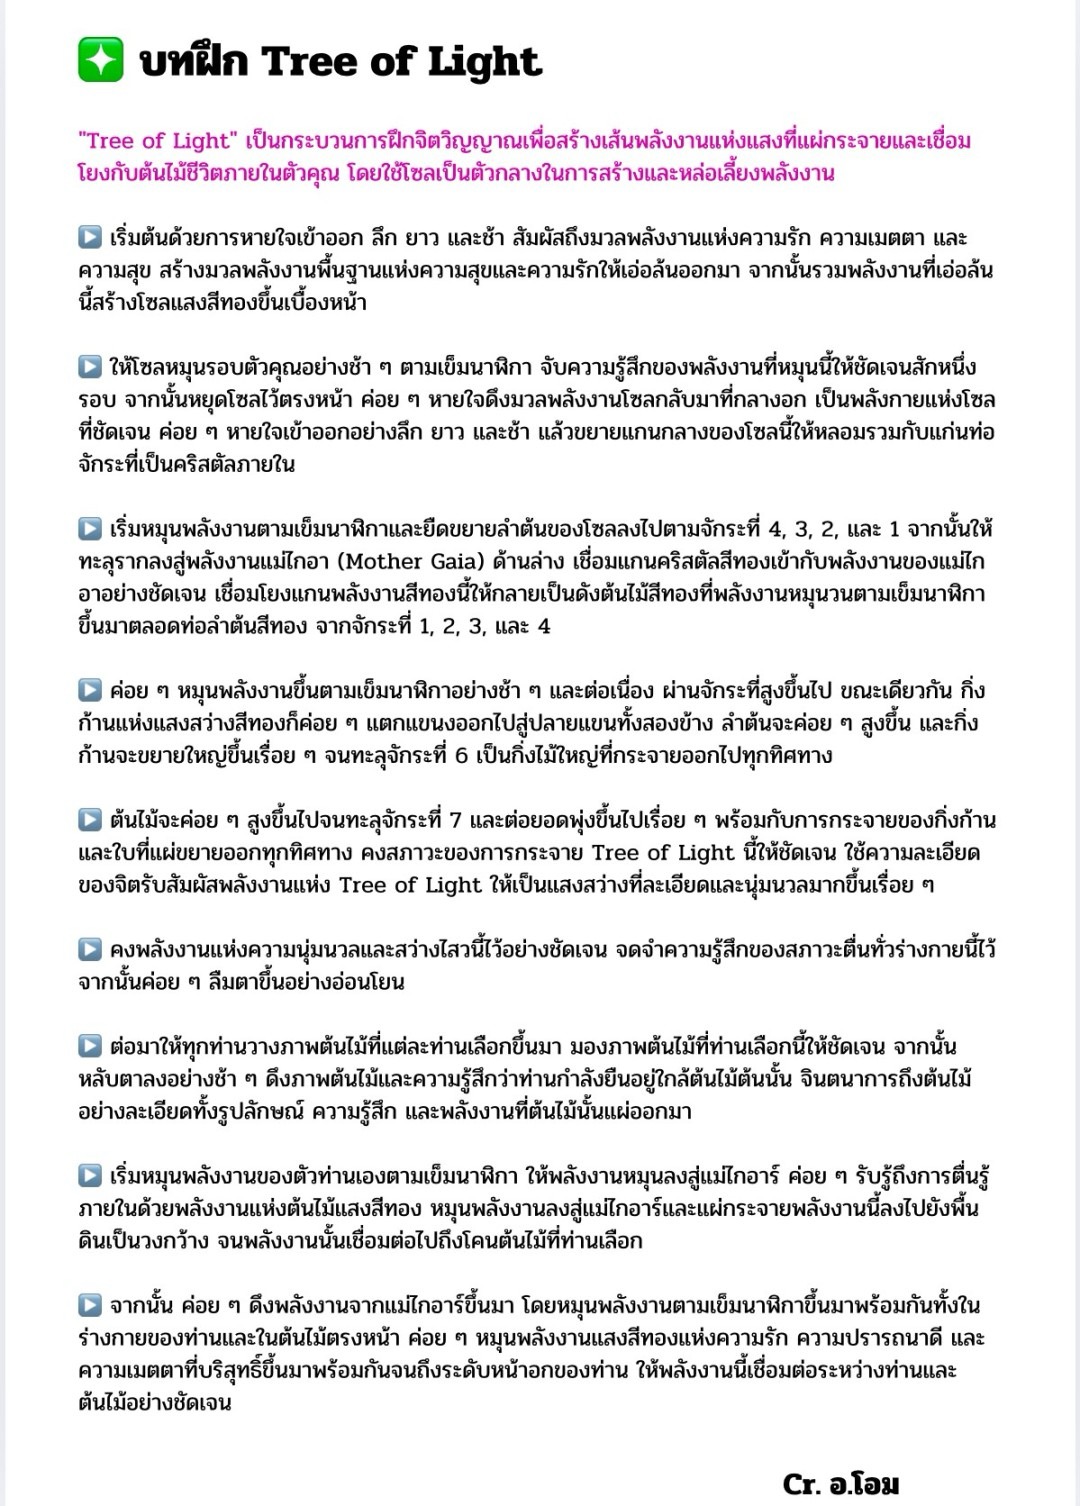 บทฝึก Tree of Light
"Tree of Light" เป็นกระบวนการฝึกจิตวิญญาณเพื่อสร้างเส้นพลังงานแห่งแสงที่แผ่กระจายและเชื่อม
โยงกับต้นไม้ชีวิตภายในตัวคุณ โดยใช้โซลเป็นตัวกลางในการสร้างและหล่อเลี้ยงพลังงาน
เริ่มต้นด้วยการหายใจเข้าออก ลึก ยาว และช้า สัมผัสถึงมวลพลังงานแห่งความรัก ความเมตตา และ
ความสุข สร้างมวลพลังงานพื้นฐานแห่งความสุขและความรักให้เอ่อล้นออกมา จากนั้นรวมพลังงานที่เอ่อล้น
นี้สร้างโซลแสงสีทองขึ้นเบื้องหน้า
ให้โซลหมุนรอบตัวคุณอย่างช้า ๆ ตามเข็มนาฬิกา จับความรู้สึกของพลังงานที่หมุนนี้ให้ชัดเจนสักหนึ่ง
รอบ จากนั้นหยุดโซลไว้ตรงหน้า ค่อย ๆ หายใจดึงมวลพลังงานโซลกลับมาที่กลางอก เป็นพลังกายแห่งโซล
ที่ชัดเจน ค่อย ๆ หายใจเข้าออกอย่างลึก ยาว และช้า แล้วขยายแกนกลางของโซลนี้ให้หลอมรวมกับแก่นท่อ
จักระที่เป็นคริสตัลภายใน
เริ่มหมุนพลังงานตามเข็มนาฬิกาและยืดขยายลำต้นของโซลลงไปตามจักระที่ 4, 3, 2, และ 1 จากนั้นให้
ทะลุรากลงสู่พลังงานแม่ไกอา (Mother Gaia) ด้านล่าง เชื่อมแกนคริสตัลสีทองเข้ากับพลังงานของแม่ไก
อาอย่างชัดเจน เชื่อมโยงแกนพลังงานสีทองนี้ให้กลายเป็นดังต้นไม้สีทองที่พลังงานหมุนวนตามเข็มนาฬิกา
ขึ้นมาตลอดท่อลำต้นสีทอง จากจักระที่ 1, 2, 3, และ 4
ค่อย ๆ หมุนพลังงานขึ้นตามเข็มนาฬิกาอย่างช้า ๆ และต่อเนื่อง ผ่านจักระที่สูงขึ้นไป ขณะเดียวกัน กิ่ง
ก้านแห่งแสงสว่างสีทองก็ค่อย ๆ แตกแขนงออกไปสู่ปลายแขนทั้งสองข้าง ลำต้นจะค่อย ๆ สูงขึ้น และกิ่ง
ก้านจะขยายใหญ่ขึ้นเรื่อย ๆ จนทะลุจักระที่ 6 เป็นกิ่งไม้ใหญ่ที่กระจายออกไปทุกทิศทาง
ต้นไม้จะค่อย ๆ สูงขึ้นไปจนทะลุจักระที่ 7 และต่อยอดพุ่งขึ้นไปเรื่อย ๆ พร้อมกับการกระจายของกิ่งก้าน
และใบที่แผ่ขยายออกทุกทิศทาง คงสภาวะของการกระจาย Tree of Light นี้ให้ชัดเจน ใช้ความละเอียด
ของจิตรับสัมผัสพลังงานแห่ง Tree of Light ให้เป็นแสงสว่างที่ละเอียดและนุ่มนวลมากขึ้นเรื่อย ๆ
คงพลังงานแห่งความนุ่มนวลและสว่างไสวนี้ไว้อย่างชัดเจน จดจำความรู้สึกของสภาวะตื่นทั่วร่างกายนี้ไว้
จากนั้นค่อย ๆ ลืมตาขึ้นอย่างอ่อนโยน
ต่อมาให้ทุกท่านวางภาพต้นไม้ที่แต่ละท่านเลือกขึ้นมา มองภาพต้นไม้ที่ท่านเลือกนี้ให้ชัดเจน จากนั้น
หลับตาลงอย่างช้า ๆ ดึงภาพต้นไม้และความรู้สึกว่าท่านกำลังยืนอยู่ใกล้ต้นไม้ต้นนั้น จินตนาการถึงต้นไม้
อย่างละเอียดทั้งรูปลักษณ์ ความรู้สึก และพลังงานที่ต้นไม้นั้นแผ่ออกมา
เริ่มหมุนพลังงานของตัวท่านเองตามเข็มนาฬิกา ให้พลังงานหมุนลงสู่แม่ไกอาร์ ค่อย ๆ รับรู้ถึงการตื่นรู้
ภายในด้วยพลังงานแห่งต้นไม้แสงสีทอง หมุนพลังงานลงสู่แม่ไกอาร์และแผ่กระจายพลังงานนี้ลงไปยังพื้น
ดินเป็นวงกว้าง จนพลังงานนั้นเชื่อมต่อไปถึงโคนต้นไม้ที่ท่านเลือก
จากนั้น ค่อย ๆ ดึงพลังงานจากแม่ไกอาร์ขึ้นมา โดยหมุนพลังงานตามเข็มนาฬิกาขึ้นมาพร้อมกันทั้งใน
ร่างกายของท่านและในต้นไม้ตรงหน้า ค่อย ๆ หมุนพลังงานแสงสีทองแห่งความรัก ความปรารถนาดี และ
ความเมตตาที่บริสุทธิ์ขึ้นมาพร้อมกันจนถึงระดับหน้าอกของท่าน ให้พลังงานนี้เชื่อมต่อระหว่างท่านและ
ต้นไม้อย่างชัดเจน
Cr. อ.โอม